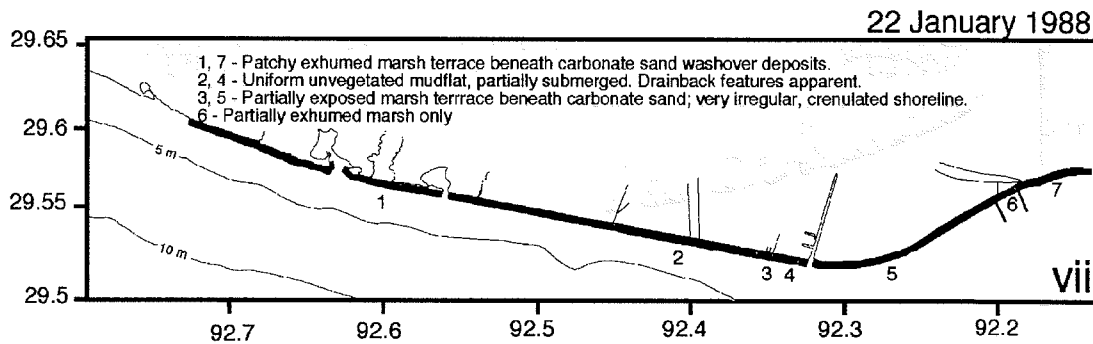 22 January 1988
29.65
1, 7 - Patchy exhumed marsh terrace beneath carbonate sand washover deposits.
2, 4 - Uniform unvegetated mudflat, partially submerged. Drainback features apparent.
3, 5 - Partially exposed marsh terrrace beneath carbonate sand; very irregular, crenulated shoreline.
6 - Partially exhumed marsh only
29.6
5 m
29.55
1
2
3 4
5
6
7
10 m
29.5
vii
92.7 92.6 92.5 92.4 92.3 92.2